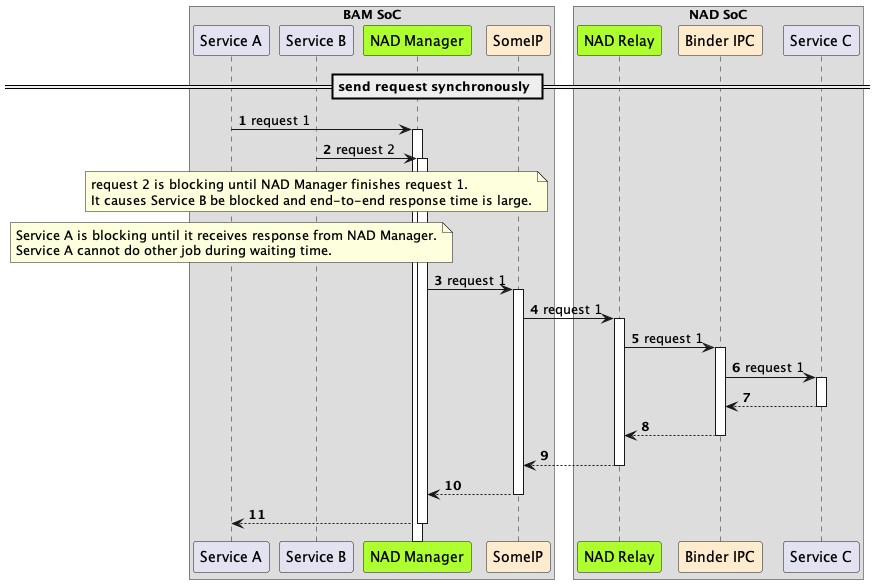 BAM SoC
NAD SoC
Service A
Service B
NAD Manager
SomeIP
NAD Relay
Binder IPC
Service C
send request synchronously
1 request 1
2 request 2
request 2 is blocking until NAD Manager finishes request 1.
It causes Service B be blocked and end-to-end response time is large.
Service A is blocking until it receives response from NAD Manager.
Service A cannot do other job during waiting time.
3 request 1
4 request 1
5 request 1
6 request 1
7
8
9
10
11
Service A
Service B
NAD Manager
SomeIP
NAD Relay
Binder IPC
Service C